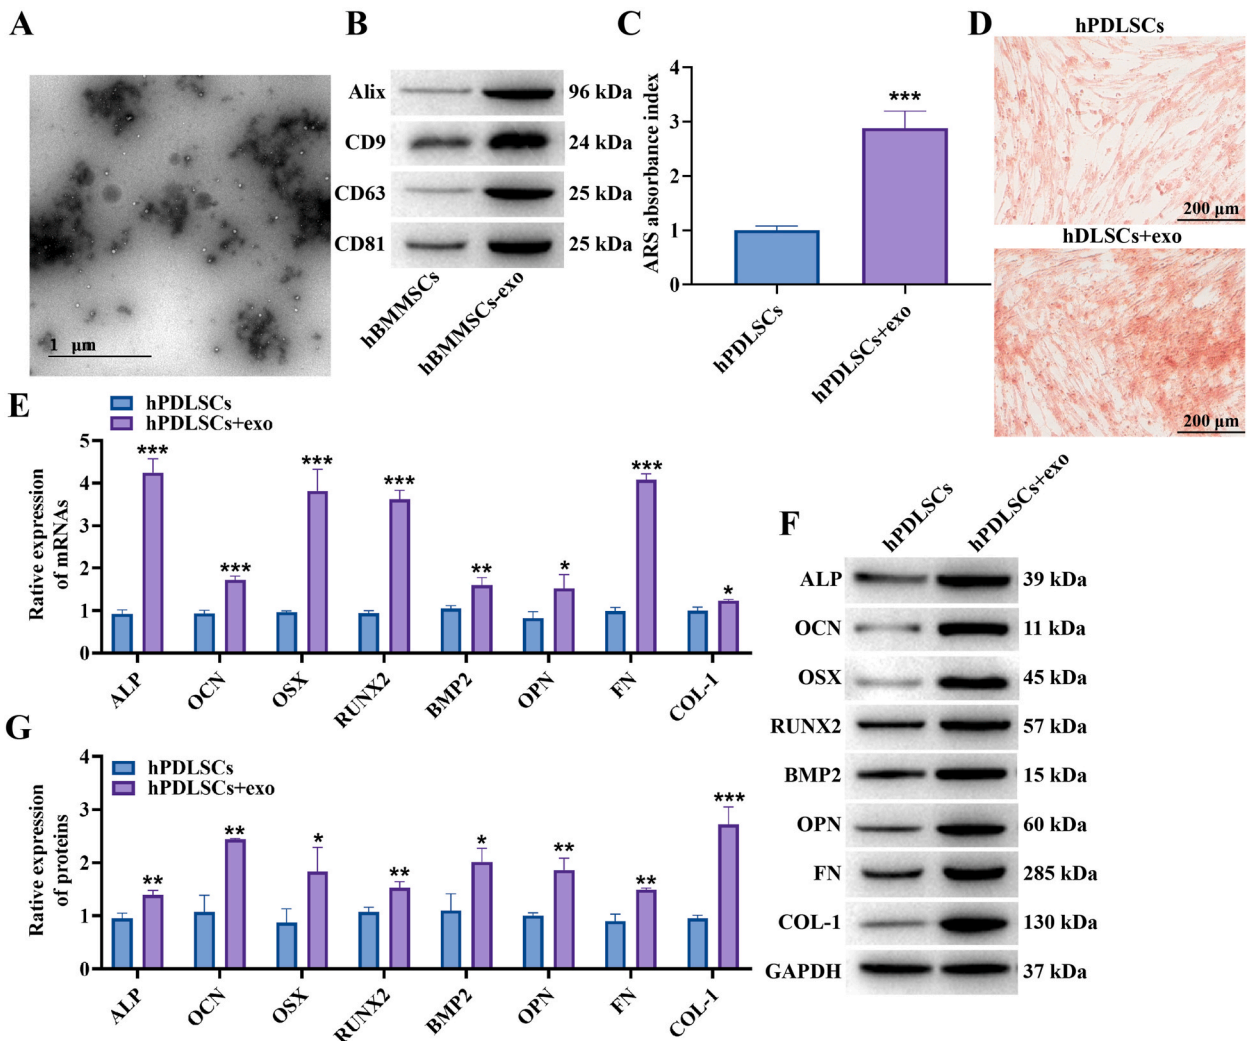 A
1 µm
B
Alix 96 kDa
CD9 24 kDa
CD63 25 kDa
CD81 25 kDa
hBMMSCs
hBMMSCs-exo
C
ARS absorbance index
4
3
2
1
0
***
hPDLSCs
hPDLSCs+exo
D
hPDLSCs
200 µm
hDLSCs+exo
200 µm
E
hPDLSCs
hPDLSCs+exo
Rative expression
of mRNAs
5
4
3
2
1
0
*** *** *** *** ** * *** *
ALP OCN OSX RUNX2 BMP2 OPN FN COL-1
F
hPDLSCs
hPDLSCs+exo
ALP 39 kDa
OCN 11 kDa
OSX 45 kDa
RUNX2 57 kDa
BMP2 15 kDa
OPN 60 kDa
FN 285 kDa
COL-1 130 kDa
GAPDH 37 kDa
G
hPDLSCs
hPDLSCs+exo
Rative expression
of proteins
4
3
2
1
0
** ** * ** * ** ** ***
ALP OCN OSX RUNX2 BMP2 OPN FN COL-1